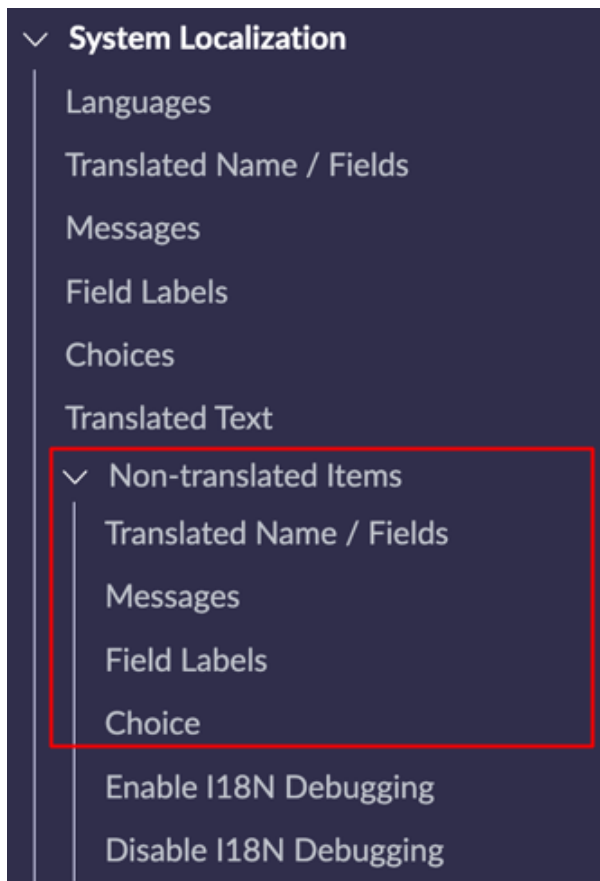 System Localization
Languages
Translated Name / Fields
Messages
Field Labels
Choices
Translated Text
Non-translated Items
Translated Name / Fields
Messages
Field Labels
Choice
Enable I18N Debugging
Disable I18N Debugging